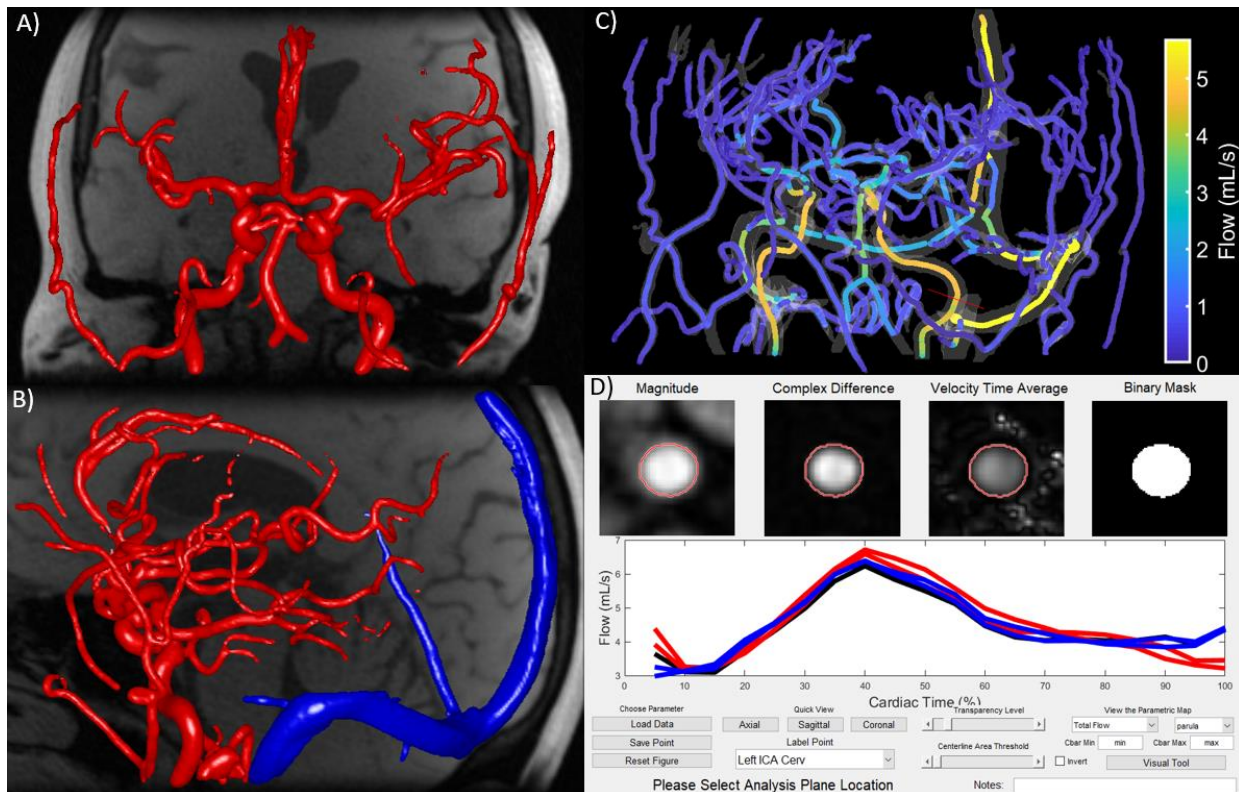 A)
B)
C)
5
4
3
2
1
0
Flow (mL/s)
D)
Magnitude
Complex Difference
Velocity Time Average
Binary Mask
7
6
5
4
3
Flow (mL/s)
0 10 20 30 40 50 60 70 80 90 100
Cardiac Time (%)
Choose Parameter
Load Data
Save Point
Reset Figure
Quick View
Axial Sagittal Coronal
Label Point
Left ICA Cerv
Transparency Level
Centerline Area Threshold
View the Parametric Map
Total Flow parula
Cbar Min min Cbar Max max
Invert Visual Tool
Please Select Analysis Plane Location
Notes: